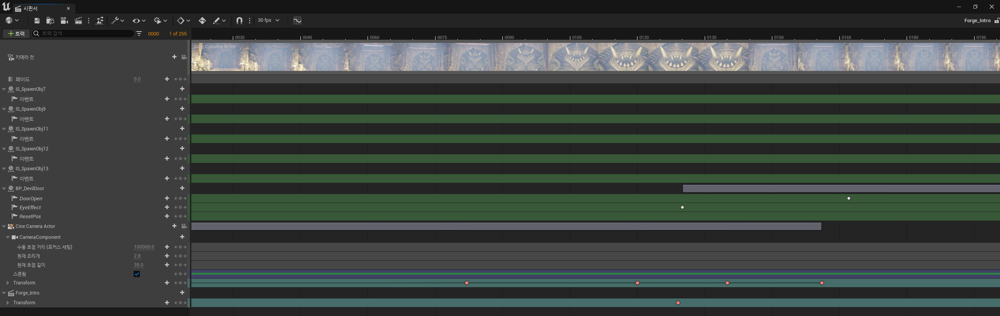 시퀀서
30 fps
Forge_Intro
트랙
트랙 검색
0000
1 of 255
0030 0045 0060 0075 0090 0105 0120 0135 0150 0165 0180 0195
Cine Camera Actor
카메라 컷
페이드 0.0
IS_SpawnObj7
이벤트
IS_SpawnObj9
이벤트
IS_SpawnObj11
이벤트
IS_SpawnObj12
이벤트
IS_SpawnObj13
이벤트
BP_DevilDoor
DoorOpen
EyeEffect
ResetPos
Cine Camera Actor
CameraComponent
수동 초점 거리 (포커스 세팅) 100000.0
현재 조리개 2.8
현재 초점 길이 35.0
스폰됨
Transform
Forge_Intro
Transform